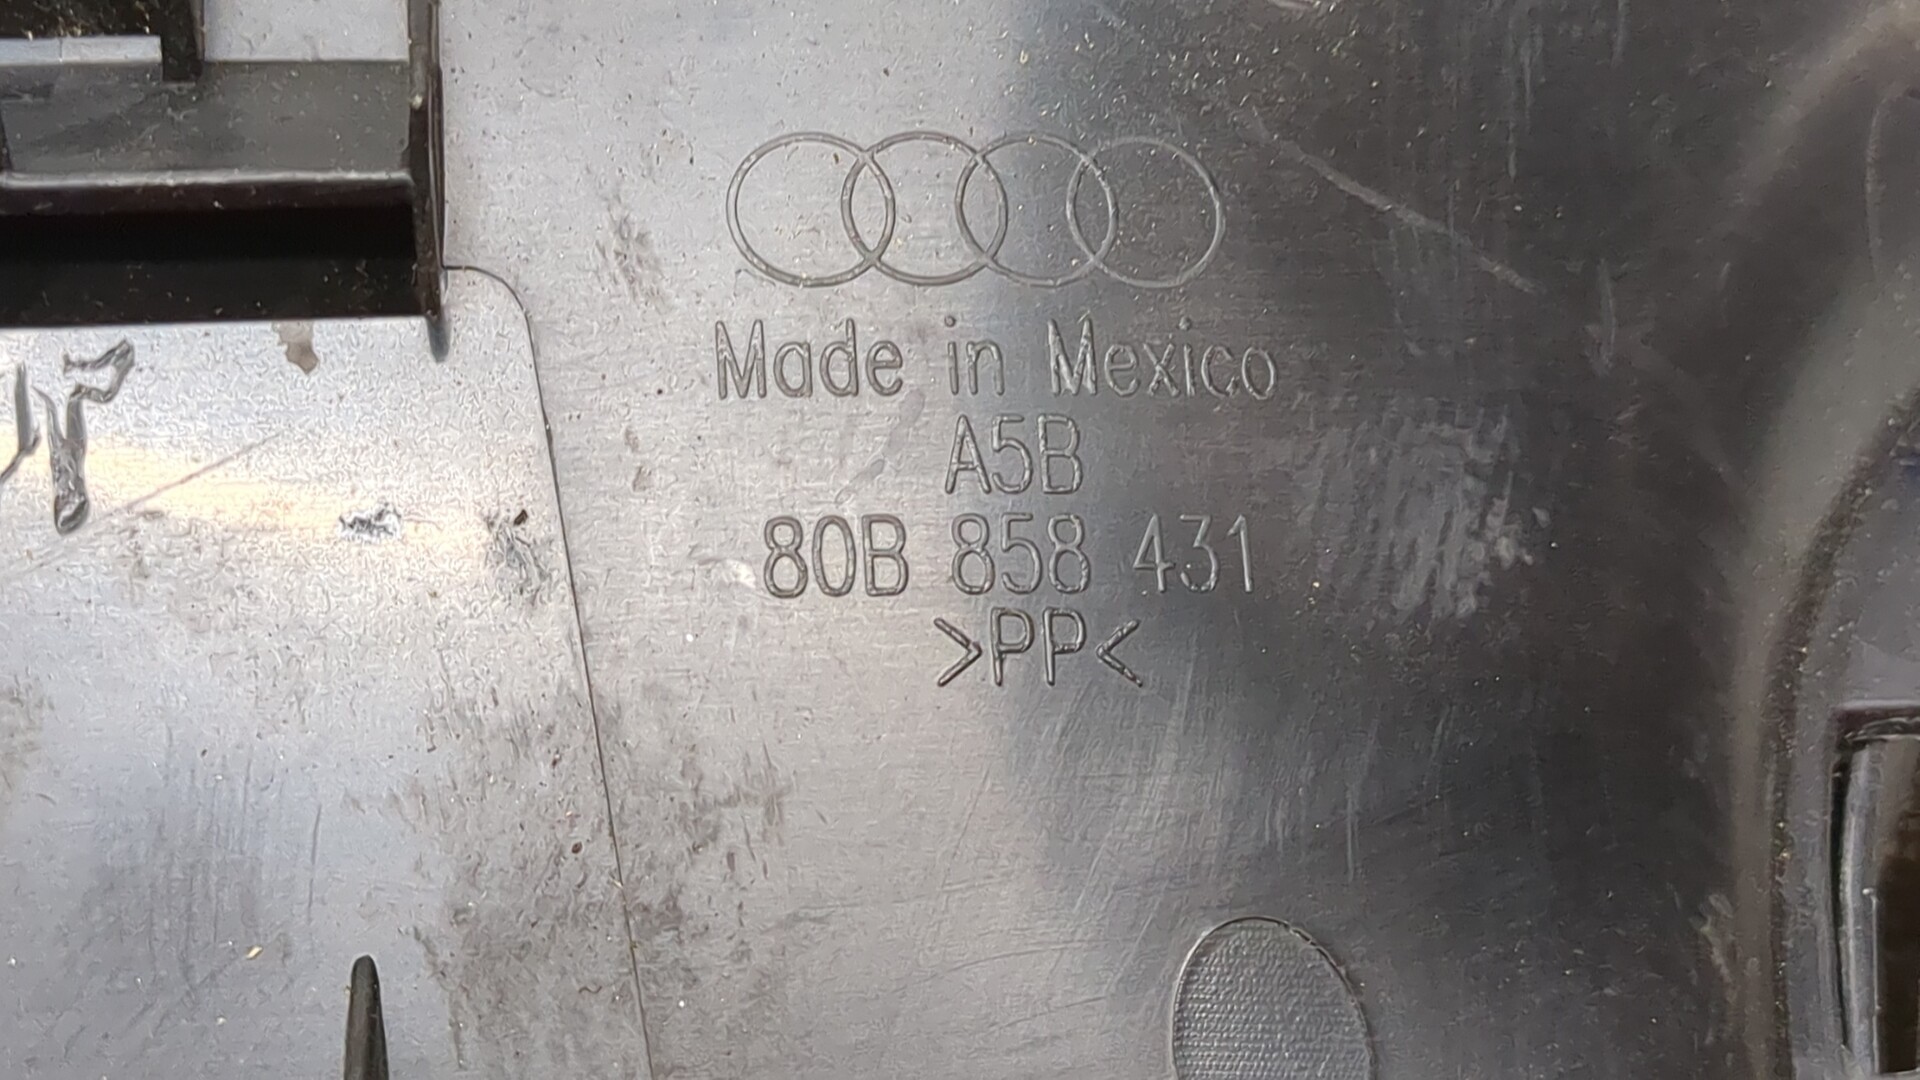 Made in Mexico
A5B
80B 858 431
>PP<